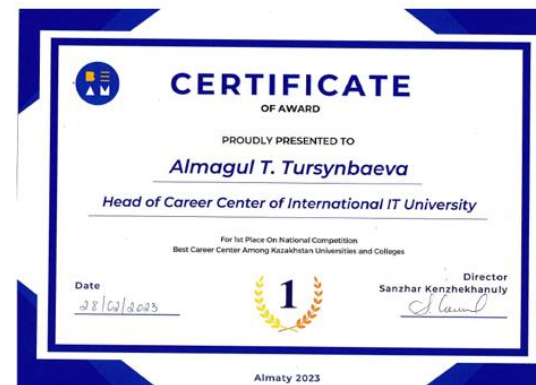 BE
AM
CERTIFICATE
OF AWARD
PROUDLY PRESENTED TO
Almagul T. Tursynbaeva
Head of Career Center of International IT University
For 1st Place On National Competition
Best Career Center Among Kazakhstan Universities and Colleges
Date
28/02/2023
1
Director
Sanzhar Kenzhekhanuly
Almaty 2023